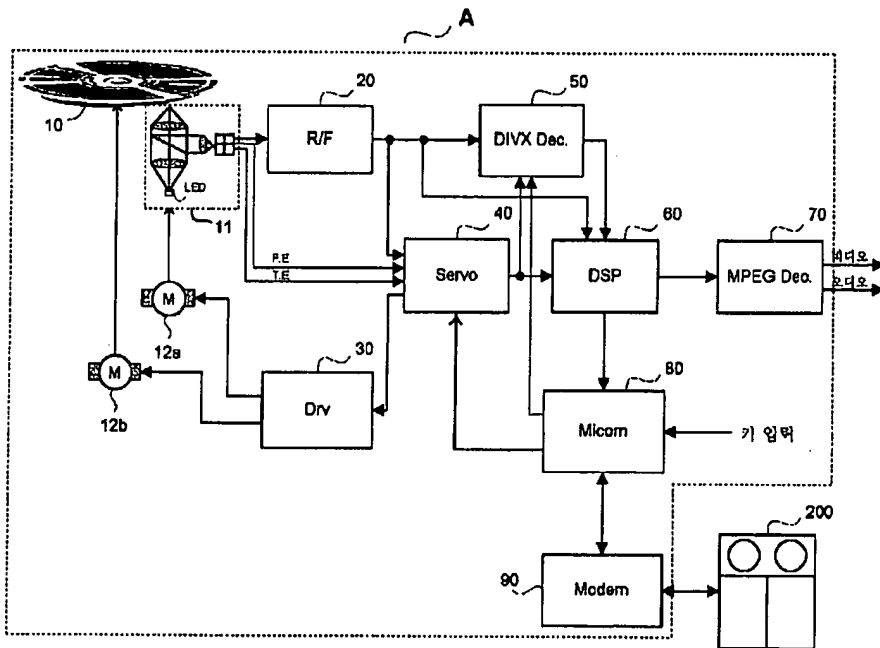 A
20
50
R/F
DIVX Dec.
10
LED
11
40
60
70
F.E
T.E
Servo
DSP
MPEG Dec.
비디오
오디오
M
12a
M
12b
30
80
Drv
Micom
키 입력
200
90
Modem